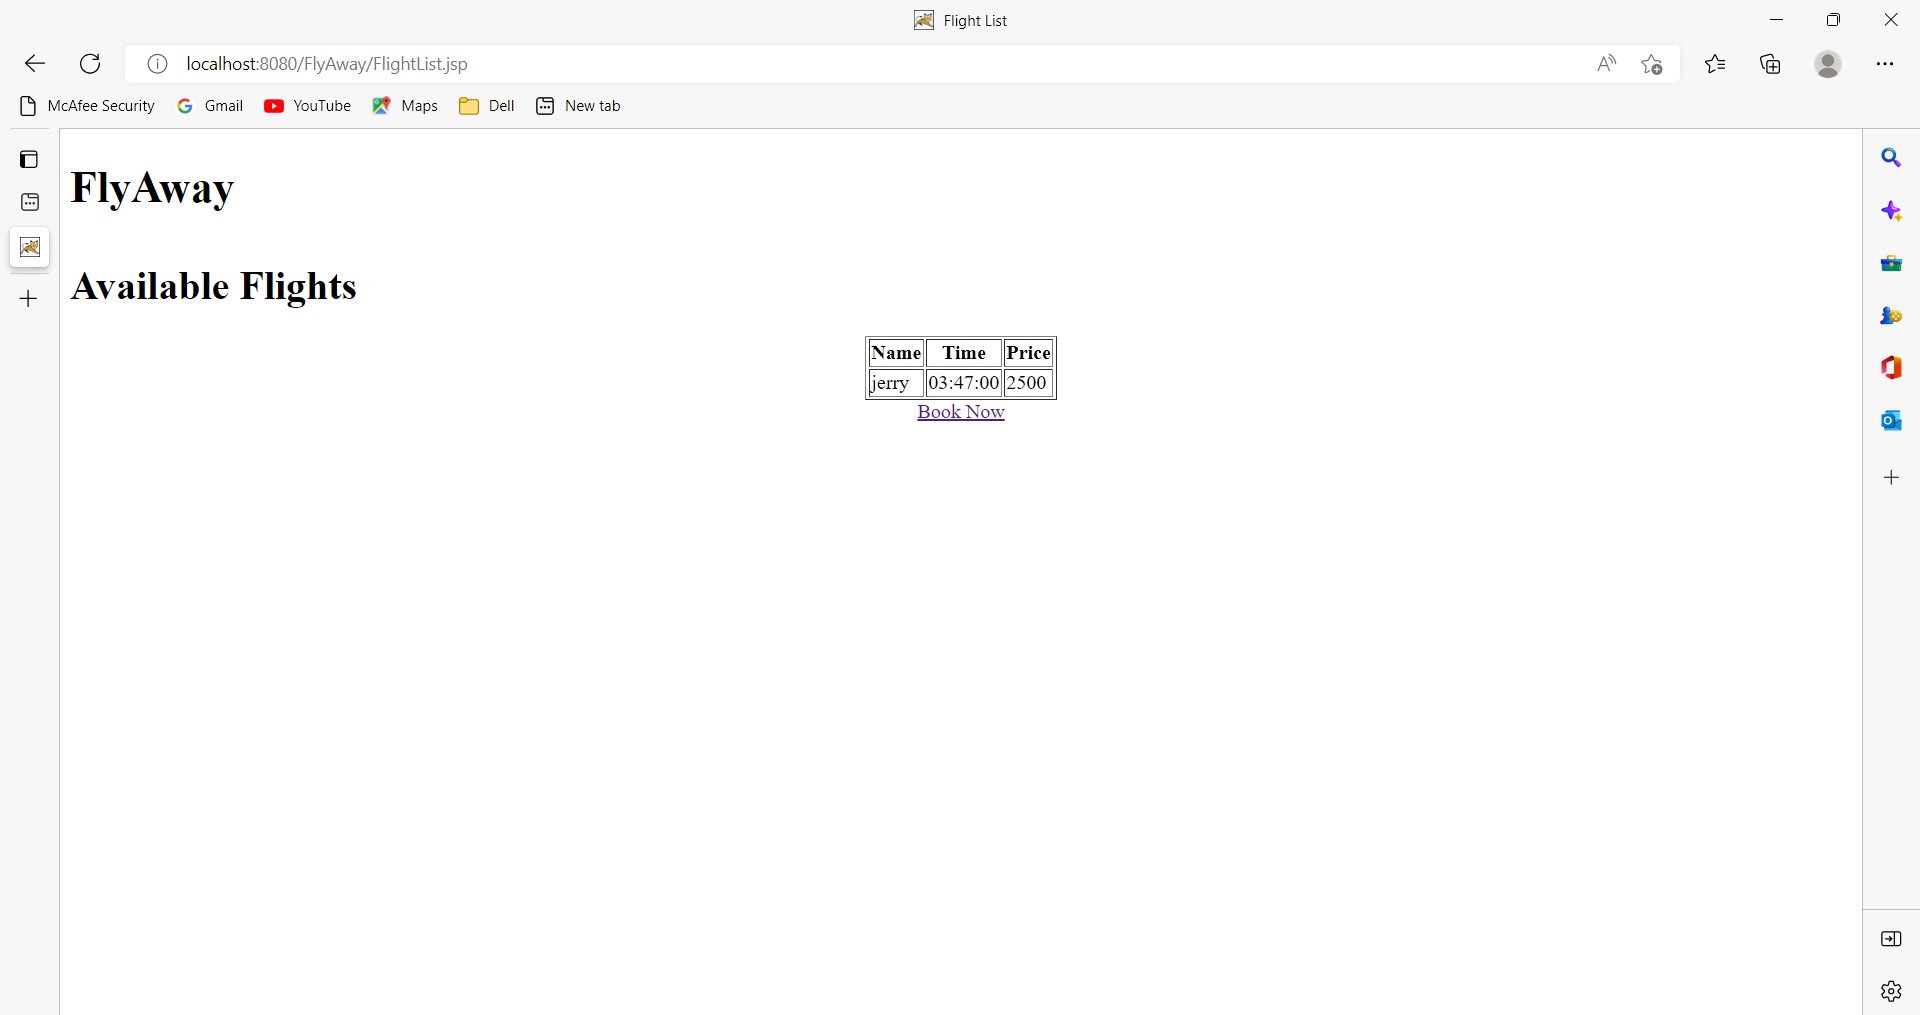 Flight List
localhost:8080/FlyAway/FlightList.jsp
McAfee Security Gmail YouTube Maps Dell New tab
FlyAway
Available Flights
Name Time Price
jerry 03:47:00 2500
Book Now